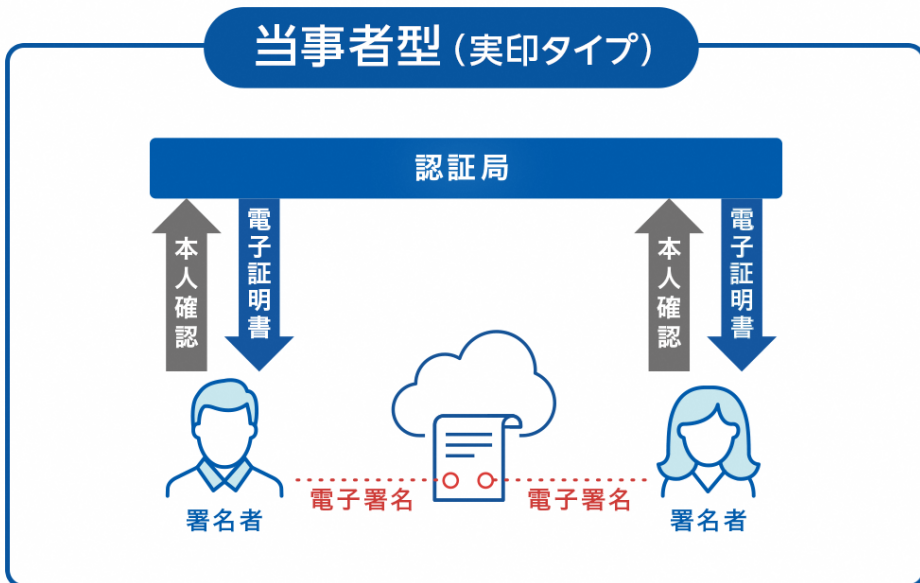 当事者型（実印タイプ）
認証局
本人確認
電子証明書
本人確認
電子証明書
電子署名
電子署名
署名者
署名者